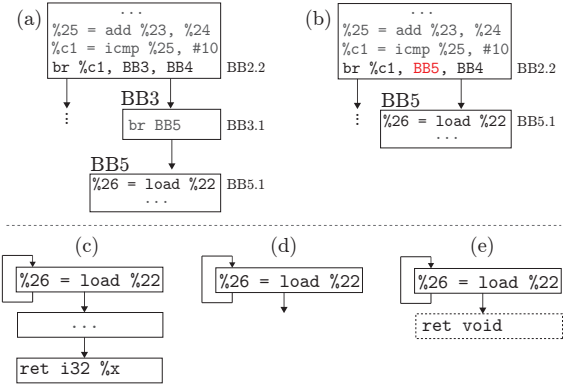 (a)
...
%25 = add %23, %24
%c1 = icmp %25, #10
br %c1, BB3, BB4
BB2.2
⋮
BB3
br BB5
BB3.1
BB5
%26 = load %22
...
BB5.1
(b)
...
%25 = add %23, %24
%c1 = icmp %25, #10
br %c1, BB5, BB4
BB2.2
⋮
BB5
%26 = load %22
...
BB5.1
(c)
%26 = load %22
...
ret i32 %x
(d)
%26 = load %22
(e)
%26 = load %22
ret void